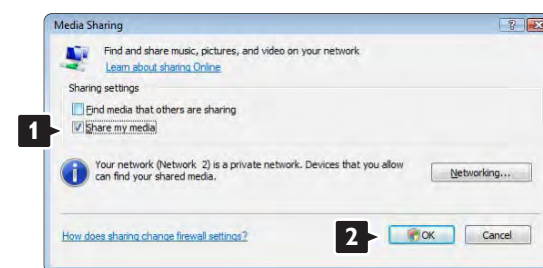 Media Sharing
Find and share music, pictures, and video on your network
Learn about sharing Online
Sharing settings
Find media that others are sharing
1
Share my media
Your network (Network 2) is a private network. Devices that you allow
can find your shared media.
Networking...
How does sharing change firewall settings?
2
OK
Cancel